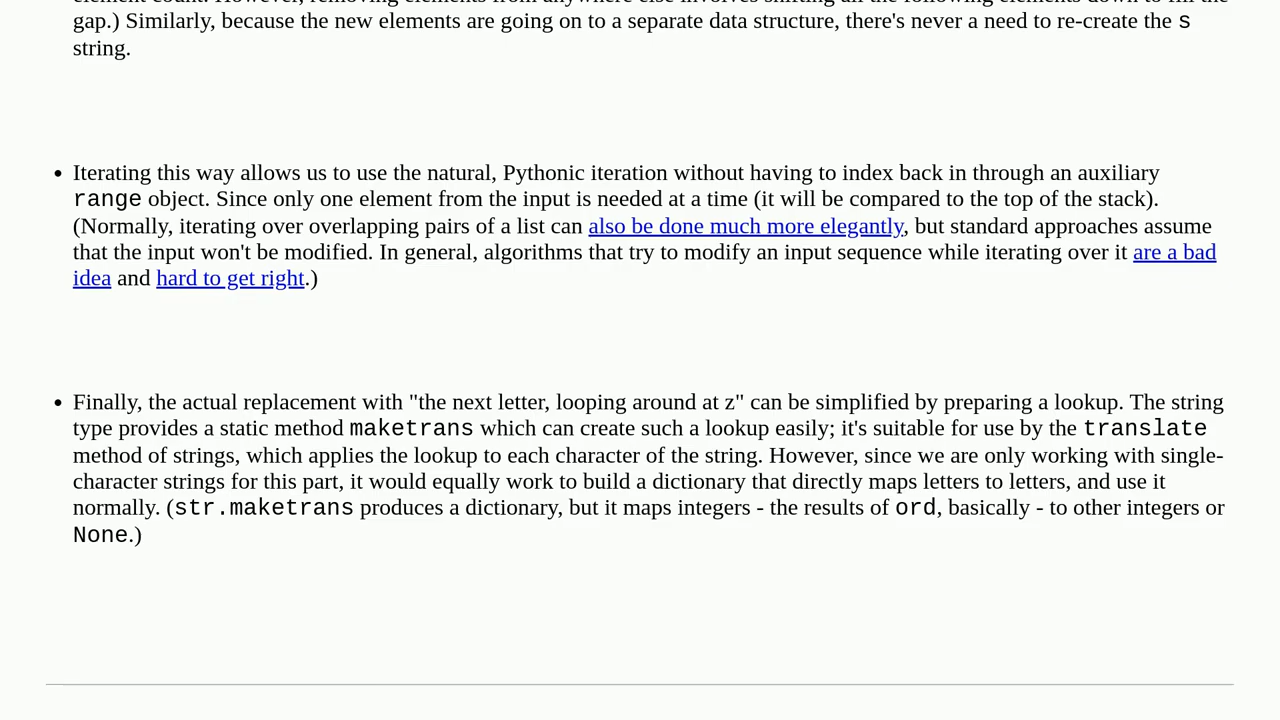 gap.) Similarly, because the new elements are going on to a separate data structure, there's never a need to re-create the s
string.
Iterating this way allows us to use the natural, Pythonic iteration without having to index back in through an auxiliary
range object. Since only one element from the input is needed at a time (it will be compared to the top of the stack).
(Normally, iterating over overlapping pairs of a list can also be done much more elegantly, but standard approaches assume
that the input won't be modified. In general, algorithms that try to modify an input sequence while iterating over it are a bad
idea and hard to get right.)
Finally, the actual replacement with "the next letter, looping around at z" can be simplified by preparing a lookup. The string
type provides a static method maketrans which can create such a lookup easily; it's suitable for use by the translate
method of strings, which applies the lookup to each character of the string. However, since we are only working with single-
character strings for this part, it would equally work to build a dictionary that directly maps letters to letters, and use it
normally. (str.maketrans produces a dictionary, but it maps integers - the results of ord, basically - to other integers or
None.)